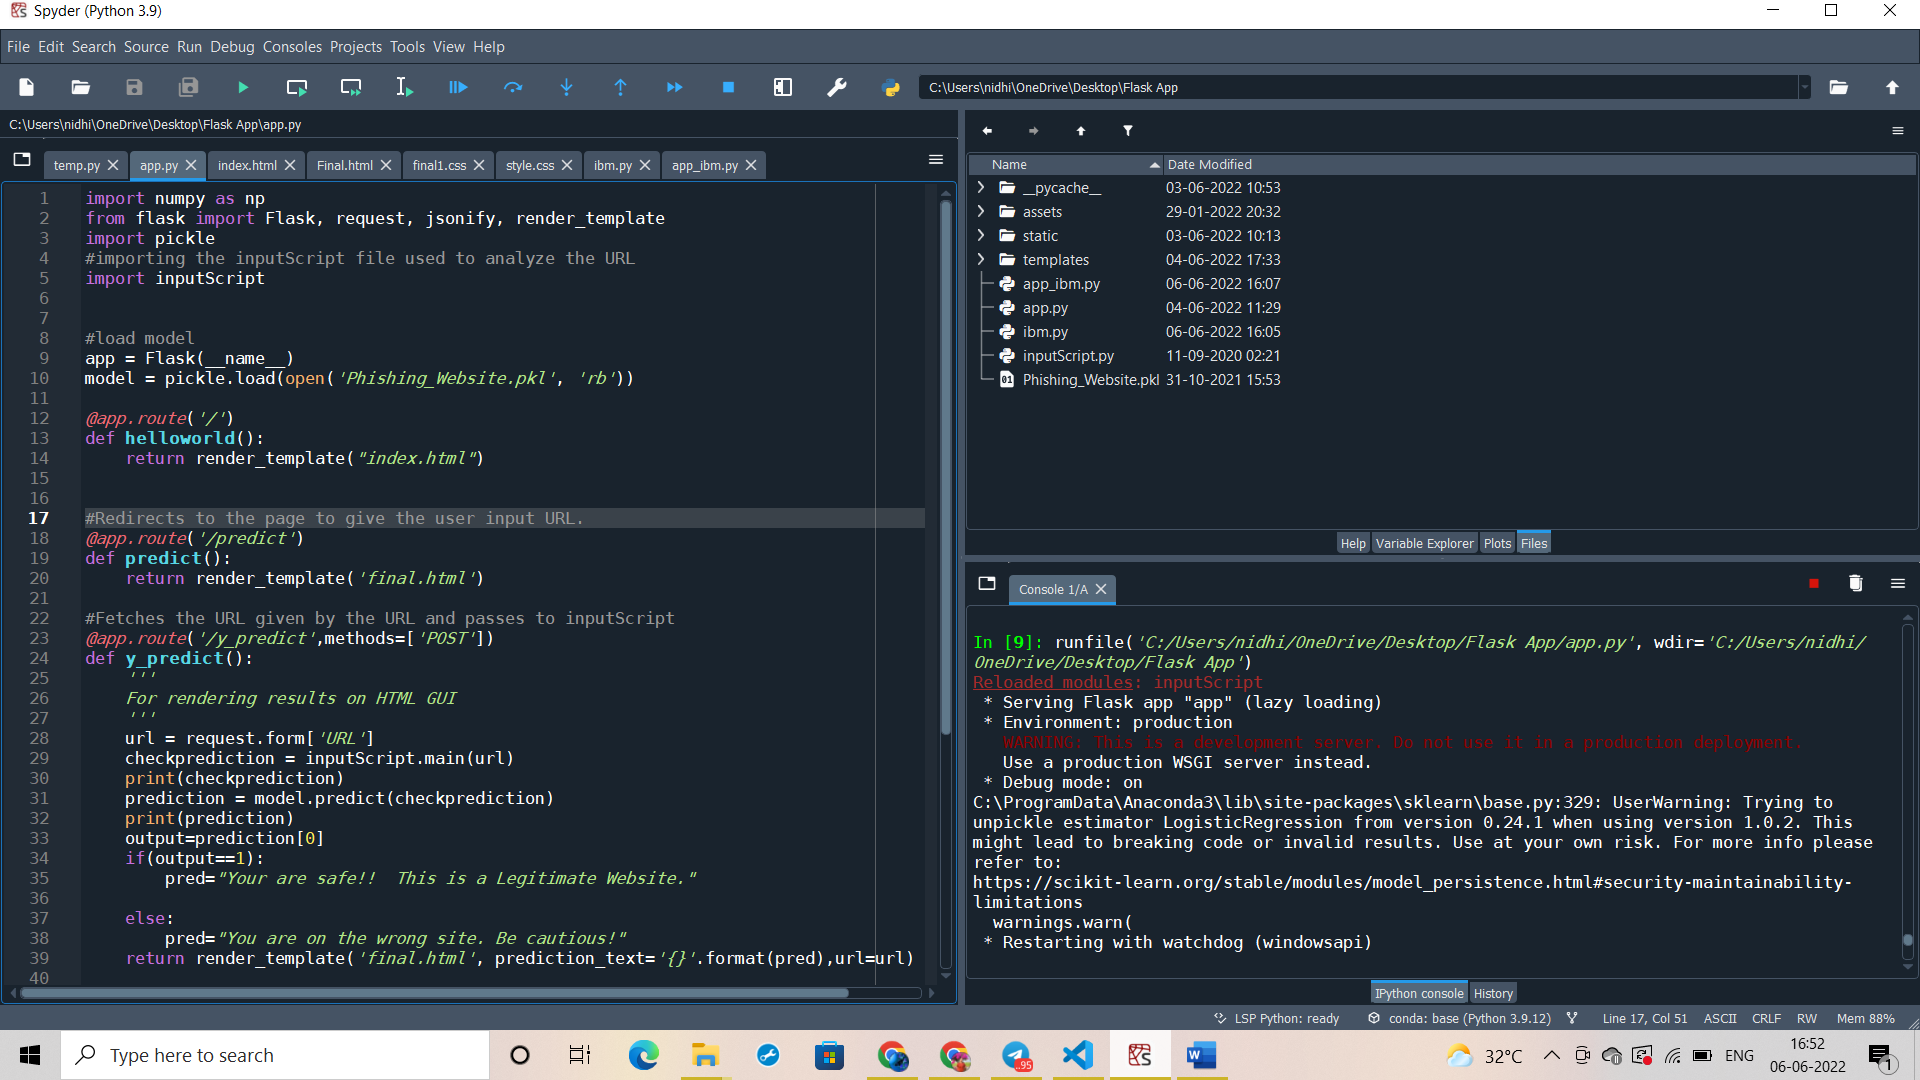 Spyder (Python 3.9)
File Edit Search Source Run Debug Consoles Projects Tools View Help
C:\Users\nidhi\OneDrive\Desktop\Flask App
C:\Users\nidhi\OneDrive\Desktop\Flask App\app.py
temp.py app.py index.html Final.html final1.css style.css ibm.py app_ibm.py
1 import numpy as np
2 from flask import Flask, request, jsonify, render_template
3 import pickle
4 #importing the inputScript file used to analyze the URL
5 import inputScript
6
7
8 #load model
9 app = Flask(__name__)
10 model = pickle.load(open('Phishing_Website.pkl', 'rb'))
11
12 @app.route('/')
13 def helloworld():
14     return render_template("index.html")
15
16
17 #Redirects to the page to give the user input URL.
18 @app.route('/predict')
19 def predict():
20     return render_template('final.html')
21
22 #Fetches the URL given by the URL and passes to inputScript
23 @app.route('/y_predict',methods=['POST'])
24 def y_predict():
25     '''
26     For rendering results on HTML GUI
27     '''
28     url = request.form['URL']
29     checkprediction = inputScript.main(url)
30     print(checkprediction)
31     prediction = model.predict(checkprediction)
32     print(prediction)
33     output=prediction[0]
34     if(output==1):
35         pred="Your are safe!!  This is a Legitimate Website."
36
37     else:
38         pred="You are on the wrong site. Be cautious!"
39     return render_template('final.html', prediction_text='{}'.format(pred),url=url)
40
Name Date Modified
__pycache__ 03-06-2022 10:53
assets 29-01-2022 20:32
static 03-06-2022 10:13
templates 04-06-2022 17:33
app_ibm.py 06-06-2022 16:07
app.py 04-06-2022 11:29
ibm.py 06-06-2022 16:05
inputScript.py 11-09-2020 02:21
Phishing_Website.pkl 31-10-2021 15:53
Help Variable Explorer Plots Files
Console 1/A
In [9]: runfile('C:/Users/nidhi/OneDrive/Desktop/Flask App/app.py', wdir='C:/Users/nidhi/
OneDrive/Desktop/Flask App')
Reloaded modules: inputScript
 * Serving Flask app "app" (lazy loading)
 * Environment: production
   WARNING: This is a development server. Do not use it in a production deployment.
   Use a production WSGI server instead.
 * Debug mode: on
C:\ProgramData\Anaconda3\lib\site-packages\sklearn\base.py:329: UserWarning: Trying to
unpickle estimator LogisticRegression from version 0.24.1 when using version 1.0.2. This
might lead to breaking code or invalid results. Use at your own risk. For more info please
refer to:
https://scikit-learn.org/stable/modules/model_persistence.html#security-maintainability-
limitations
  warnings.warn(
 * Restarting with watchdog (windowsapi)
IPython console History
LSP Python: ready conda: base (Python 3.9.12) Line 17, Col 51 ASCII CRLF RW Mem 88%
Type here to search
..95
32°C ENG
16:52
06-06-2022
1